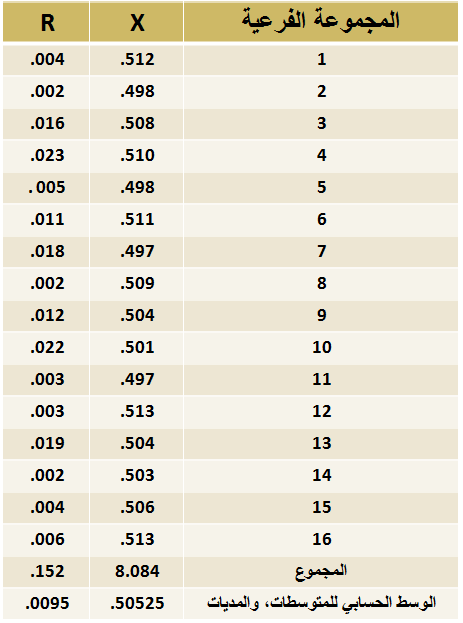 المجموعة الفرعية X R
1 .512 .004
2 .498 .002
3 .508 .016
4 .510 .023
5 .498 .005
6 .511 .011
7 .497 .018
8 .509 .002
9 .504 .012
10 .501 .022
11 .497 .003
12 .513 .003
13 .504 .019
14 .503 .002
15 .506 .004
16 .513 .006
المجموع 8.084 .152
الوسط الحسابي للمتوسطات، والمديات .50525 .0095